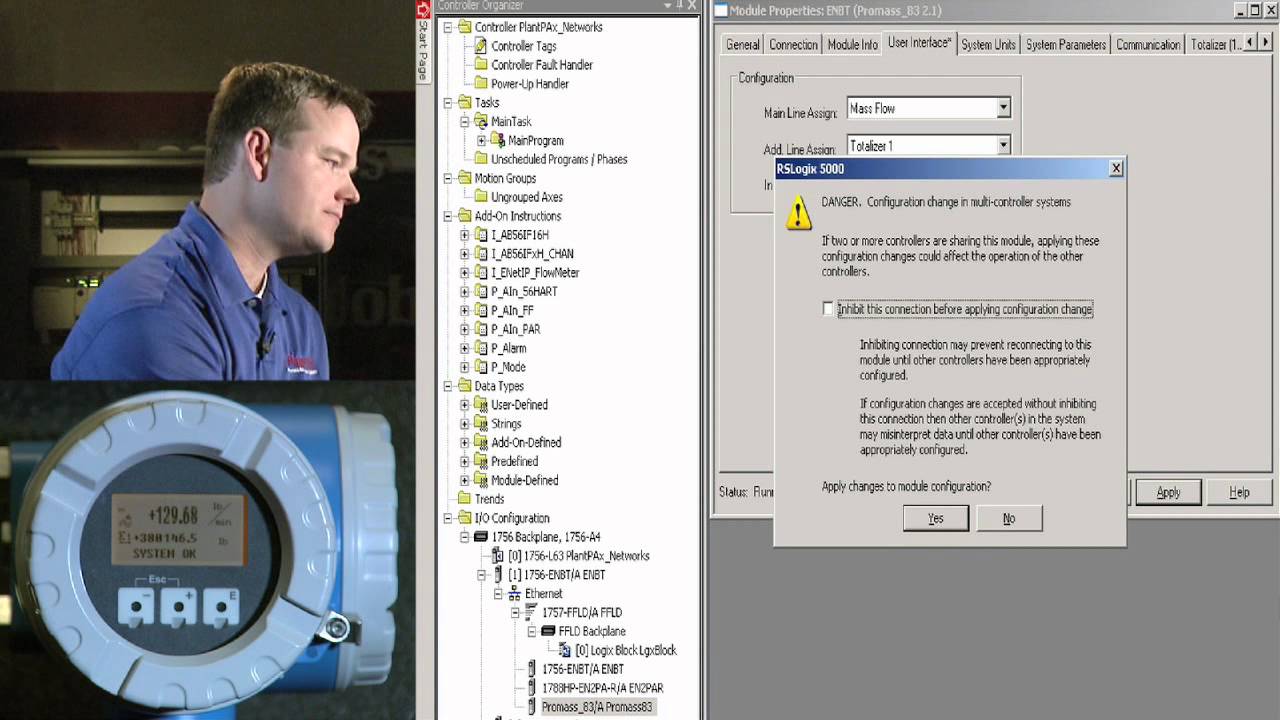 Start Page
Controller Organizer
Controller PlantPAx_Networks
Controller Tags
Controller Fault Handler
Power-Up Handler
Tasks
MainTask
MainProgram
Unscheduled Programs / Phases
Motion Groups
Ungrouped Axes
Add-On Instructions
I_AB56IF16H
I_AB56IFxH_CHAN
I_ENetIP_FlowMeter
P_AIn_56HART
P_AIn_FF
P_AIn_PAR
P_Alarm
P_Mode
Data Types
User-Defined
Strings
Add-On-Defined
Predefined
Module-Defined
Trends
I/O Configuration
1756 Backplane, 1756-A4
[0] 1756-L63 PlantPAx_Networks
[1] 1756-ENBT/A ENBT
Ethernet
1757-FFLD/A FFLD
FFLD Backplane
[0] Logix Block LgxBlock
1756-ENBT/A ENBT
1788HP-EN2PA-R/A EN2PAR
Promass_83/A Promass83
Module Properties: ENBT (Promass_83 2.1)
General Connection Module Info User Interface* System Units System Parameters Communication Totalizer (1...
Configuration
Main Line Assign: Mass Flow
Add. Line Assign: Totalizer 1
RSLogix 5000
DANGER. Configuration change in multi-controller systems
If two or more controllers are sharing this module, applying these
configuration changes could affect the operation of the other
controllers.
Inhibit this connection before applying configuration change
Inhibiting connection may prevent reconnecting to this
module until other controllers have been appropriately
configured.
If configuration changes are accepted without inhibiting
this connection then other controller(s) in the system
may misinterpret data until other controller(s) have been
appropriately configured.
Apply changes to module configuration?
Yes No
Status: Runn
Apply Help
+129.68 lb/min
+380146.5 lb
SYSTEM OK
Esc
- + E